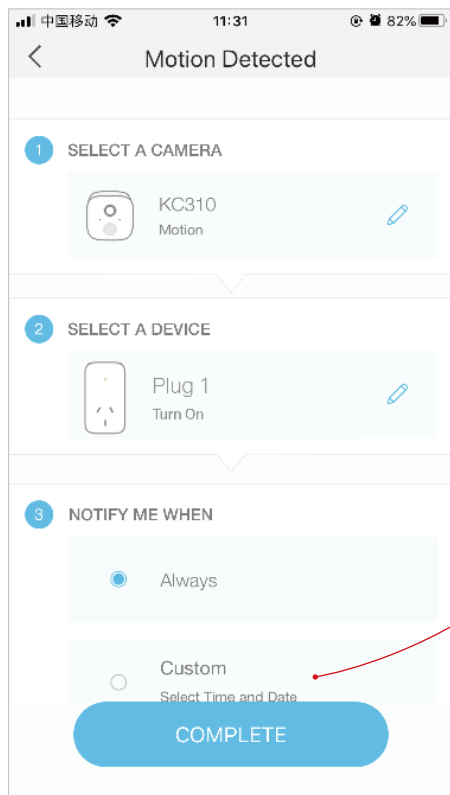 中国移动 11:31 82%
Motion Detected
1 SELECT A CAMERA
KC310
Motion
2 SELECT A DEVICE
Plug 1
Turn On
3 NOTIFY ME WHEN
Always
Custom
Select Time and Date
COMPLETE